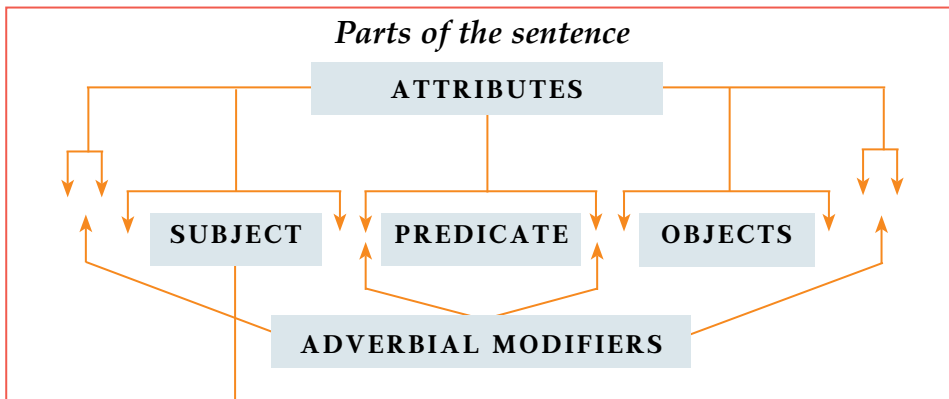 Parts of the sentence
ATTRIBUTES
SUBJECT PREDICATE OBJECTS
ADVERBIAL MODIFIERS